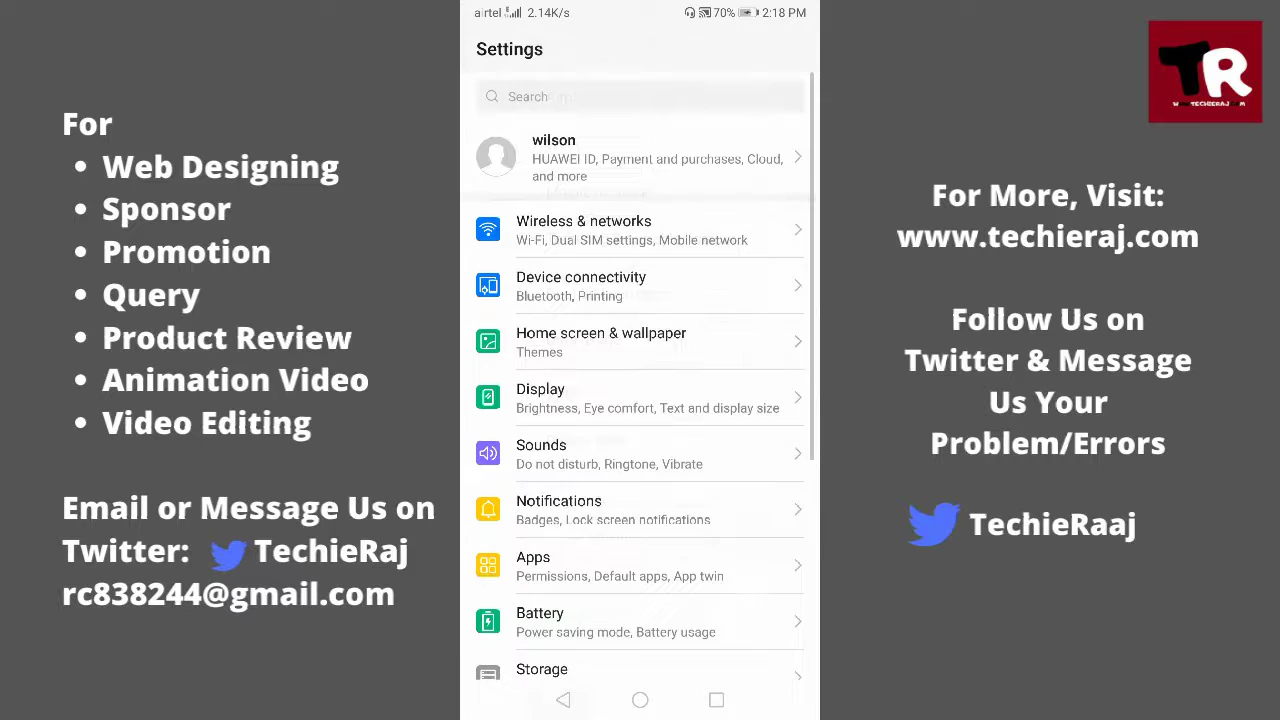 For
• Web Designing
• Sponsor
• Promotion
• Query
• Product Review
• Animation Video
• Video Editing
Email or Message Us on
Twitter: TechieRaj
rc838244@gmail.com
airtel 2.14K/s 70% 2:18 PM
Settings
Search
wilson
HUAWEI ID, Payment and purchases, Cloud,
and more
Wireless & networks
Wi-Fi, Dual SIM settings, Mobile network
Device connectivity
Bluetooth, Printing
Home screen & wallpaper
Themes
Display
Brightness, Eye comfort, Text and display size
Sounds
Do not disturb, Ringtone, Vibrate
Notifications
Badges, Lock screen notifications
Apps
Permissions, Default apps, App twin
Battery
Power saving mode, Battery usage
Storage
TR
WWW.TECHIERAJ.COM
For More, Visit:
www.techieraj.com
Follow Us on
Twitter & Message
Us Your
Problem/Errors
TechieRaaj